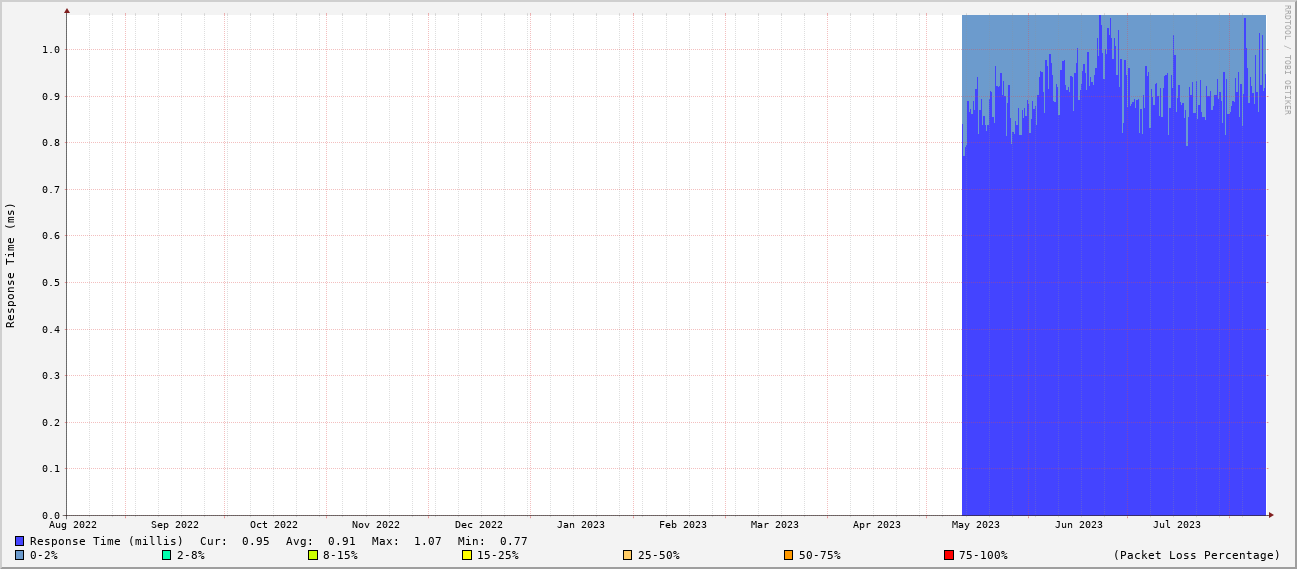 RRDTOOL / TOBI OETIKER
Response Time (ms)
1.0
0.9
0.8
0.7
0.6
0.5
0.4
0.3
0.2
0.1
0.0
Aug 2022 Sep 2022 Oct 2022 Nov 2022 Dec 2022 Jan 2023 Feb 2023 Mar 2023 Apr 2023 May 2023 Jun 2023 Jul 2023
Response Time (millis) Cur: 0.95 Avg: 0.91 Max: 1.07 Min: 0.77
0-2% 2-8% 8-15% 15-25% 25-50% 50-75% 75-100% (Packet Loss Percentage)